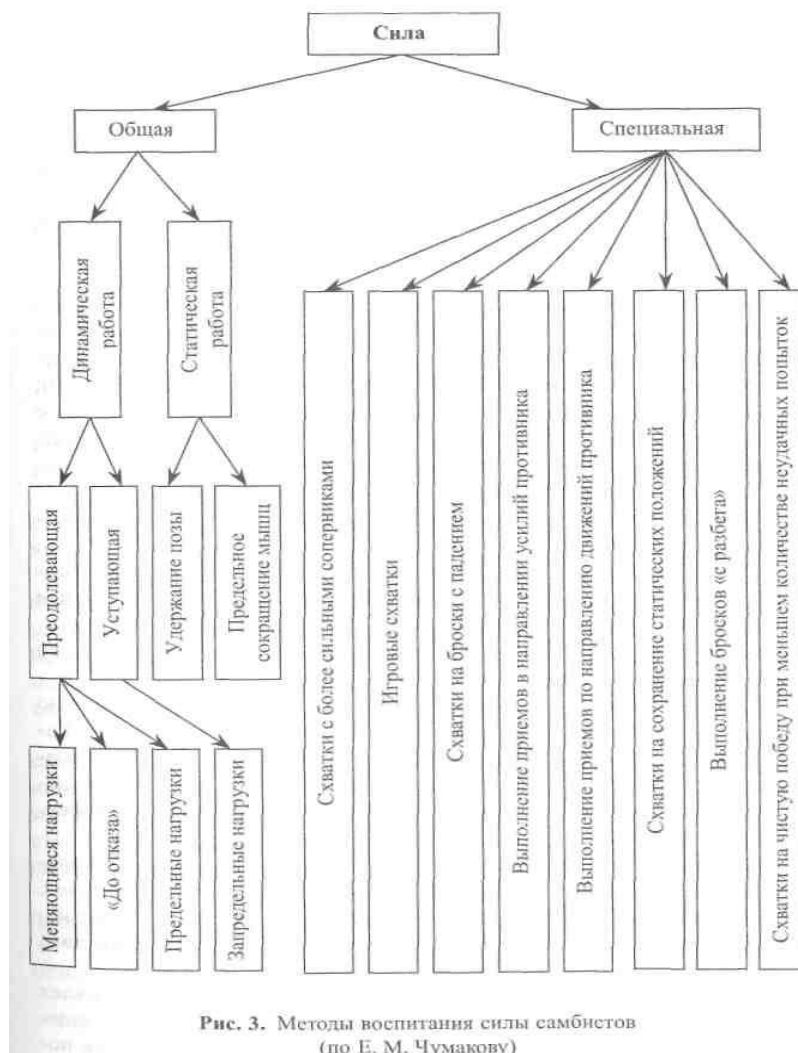 Сила
Общая
Специальная
Динамическая
работа
Статическая
работа
Преодолевающая
Уступающая
Удержание позы
Предельное
сокращение мышц
Меняющиеся нагрузки
«До отказа»
Предельные нагрузки
Запредельные нагрузки
Схватки с более сильными соперниками
Игровые схватки
Схватки на броски с падением
Выполнение приемов в направлении усилий противника
Выполнение приемов по направлению движений противника
Схватки на сохранение статических положений
Выполнение бросков «с разбега»
Схватки на чистую победу при меньшем количестве неудачных попыток
Рис. 3. Методы воспитания силы самбистов
(по Е. М. Чумакову)